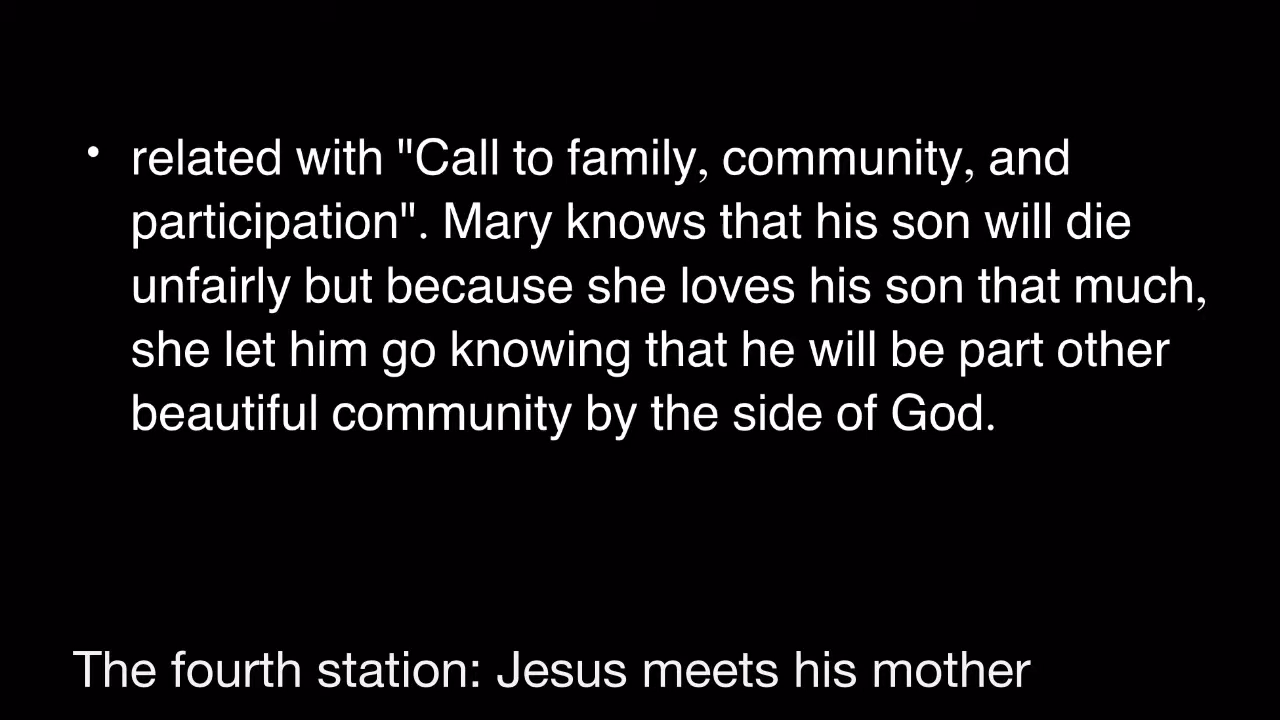 • related with "Call to family, community, and
participation". Mary knows that his son will die
unfairly but because she loves his son that much,
she let him go knowing that he will be part other
beautiful community by the side of God.
The fourth station: Jesus meets his mother